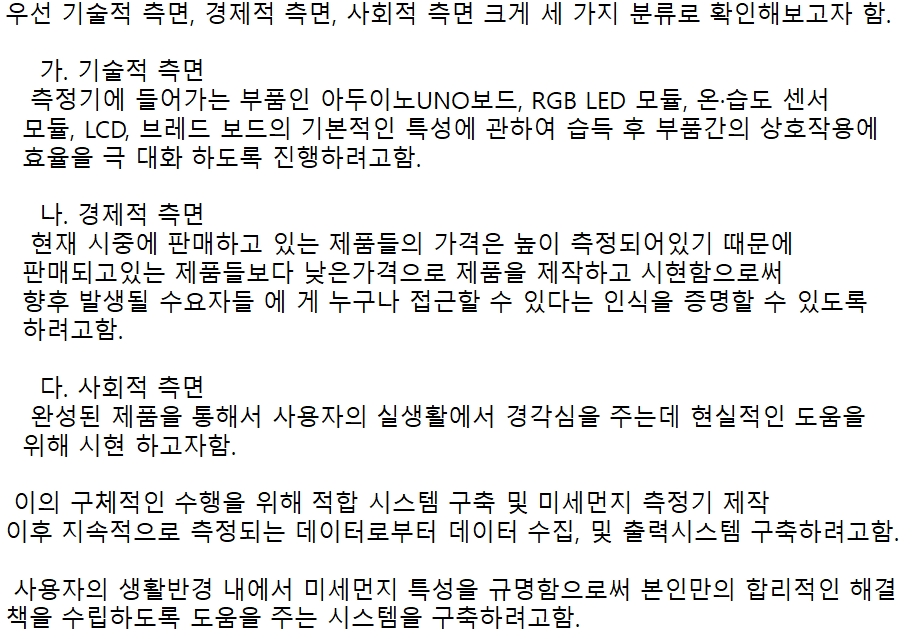 우선 기술적 측면, 경제적 측면, 사회적 측면 크게 세 가지 분류로 확인해보고자 함.
가. 기술적 측면
측정기에 들어가는 부품인 아두이노UNO보드, RGB LED 모듈, 온·습도 센서
모듈, LCD, 브레드 보드의 기본적인 특성에 관하여 습득 후 부품간의 상호작용에
효율을 극 대화 하도록 진행하려고함.
나. 경제적 측면
현재 시중에 판매하고 있는 제품들의 가격은 높이 측정되어있기 때문에
판매되고있는 제품들보다 낮은가격으로 제품을 제작하고 시현함으로써
향후 발생될 수요자들 에 게 누구나 접근할 수 있다는 인식을 증명할 수 있도록
하려고함.
다. 사회적 측면
완성된 제품을 통해서 사용자의 실생활에서 경각심을 주는데 현실적인 도움을
위해 시현 하고자함.
이의 구체적인 수행을 위해 적합 시스템 구축 및 미세먼지 측정기 제작
이후 지속적으로 측정되는 데이터로부터 데이터 수집, 및 출력시스템 구축하려고함.
사용자의 생활반경 내에서 미세먼지 특성을 규명함으로써 본인만의 합리적인 해결
책을 수립하도록 도움을 주는 시스템을 구축하려고함.